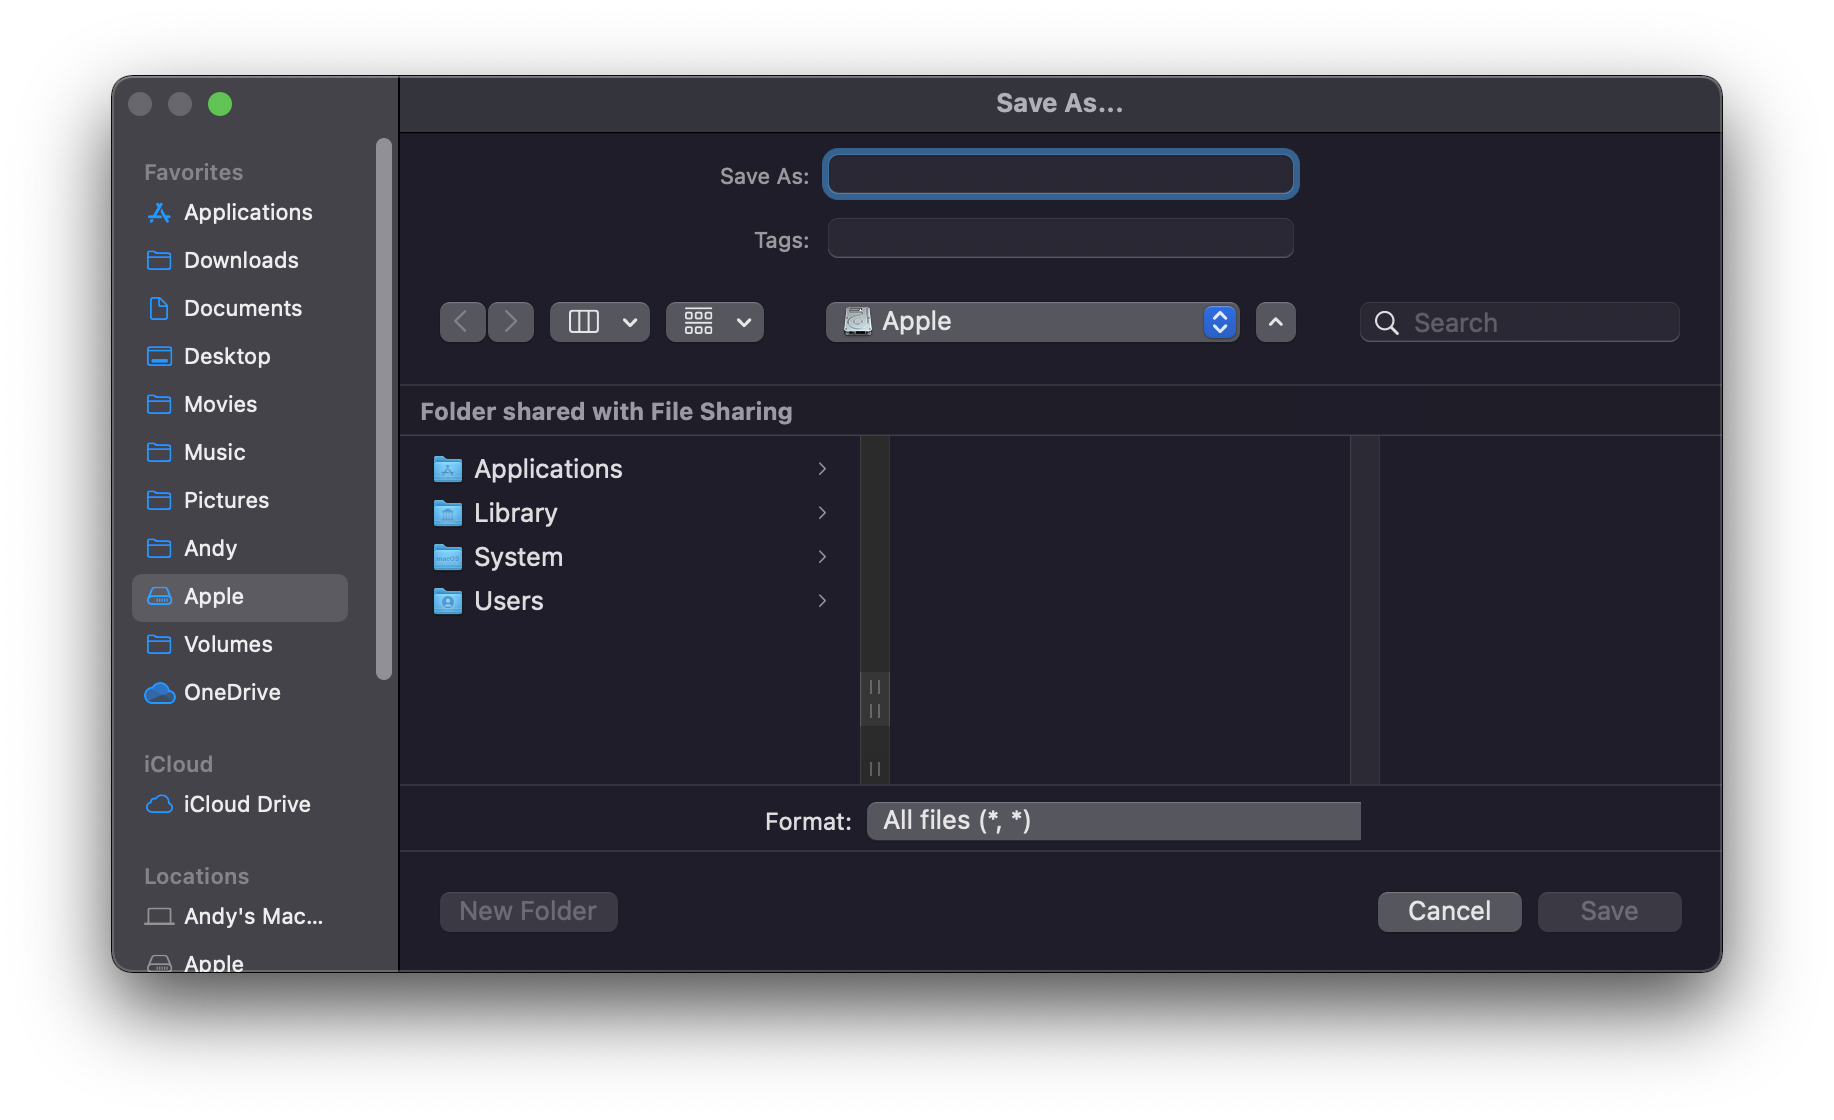 Save As...
Favorites
Applications
Downloads
Documents
Desktop
Movies
Music
Pictures
Andy
Apple
Volumes
OneDrive
iCloud
iCloud Drive
Locations
Andy's Mac...
Apple
Save As:
Tags:
Apple
Search
Folder shared with File Sharing
Applications
Library
macOS System
Users
Format: All files (*, *)
New Folder
Cancel
Save